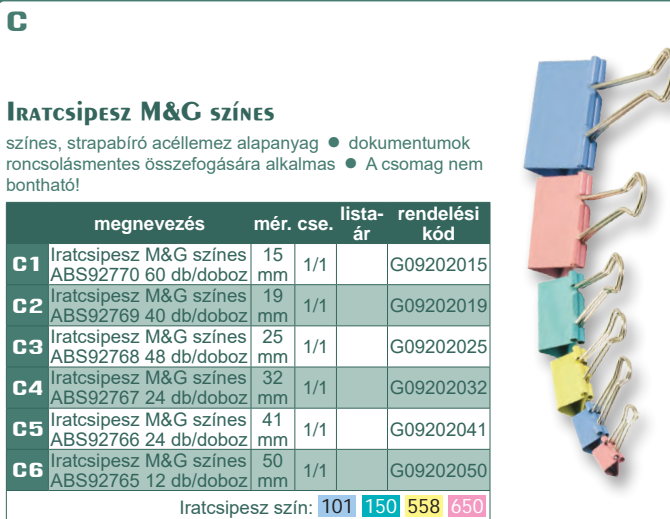 C
Iratcsipesz M&G színes
színes, strapabíró acéllemez alapanyag ● dokumentumok
roncsolásmentes összefogására alkalmas ● A csomag nem
bontható!
megnevezés mér. cse. lista-ár rendelési kód
C1 Iratcsipesz M&G színes 15
ABS92770 60 db/doboz mm 1/1 G09202015
C2 Iratcsipesz M&G színes 19
ABS92769 40 db/doboz mm 1/1 G09202019
C3 Iratcsipesz M&G színes 25
ABS92768 48 db/doboz mm 1/1 G09202025
C4 Iratcsipesz M&G színes 32
ABS92767 24 db/doboz mm 1/1 G09202032
C5 Iratcsipesz M&G színes 41
ABS92766 24 db/doboz mm 1/1 G09202041
C6 Iratcsipesz M&G színes 50
ABS92765 12 db/doboz mm 1/1 G09202050
Iratcsipesz szín: 101 150 558 650